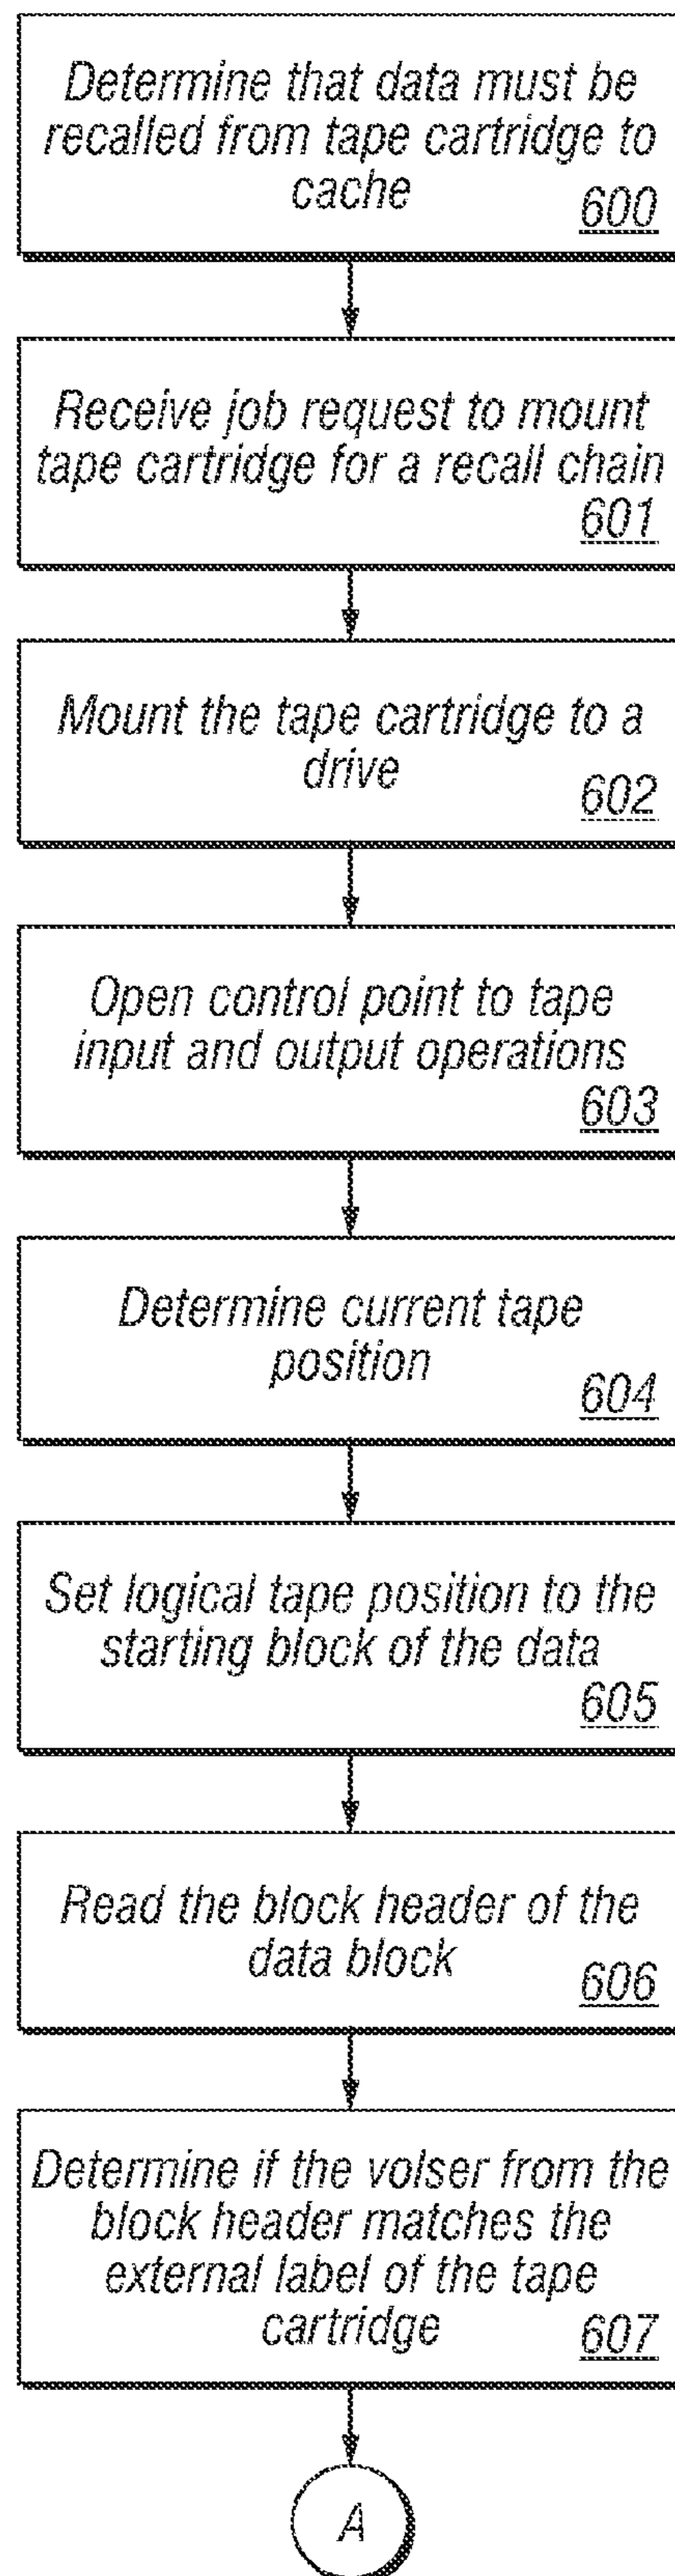 Determine that data must be
recalled from tape cartridge to
cache
600
Receive job request to mount
tape cartridge for a recall chain
601
Mount the tape cartridge to a
drive
602
Open control point to tape
input and output operations
603
Determine current tape
position
604
Set logical tape position to the
starting block of the data
605
Read the block header of the
data block
606
Determine if the volser from the
block header matches the
external label of the tape
cartridge
607
A